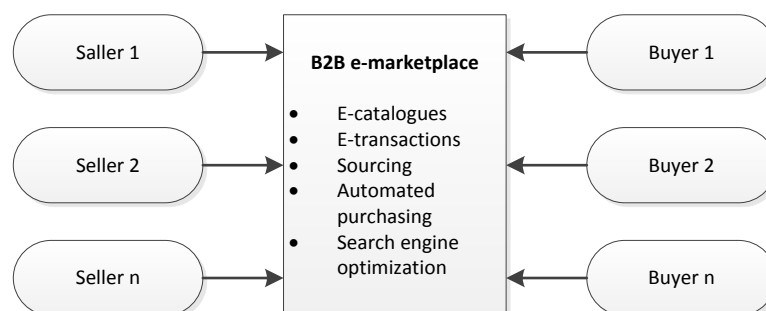 Saller 1
Seller 2
Seller n
B2B e-marketplace
• E-catalogues
• E-transactions
• Sourcing
• Automated
purchasing
• Search engine
optimization
Buyer 1
Buyer 2
Buyer n